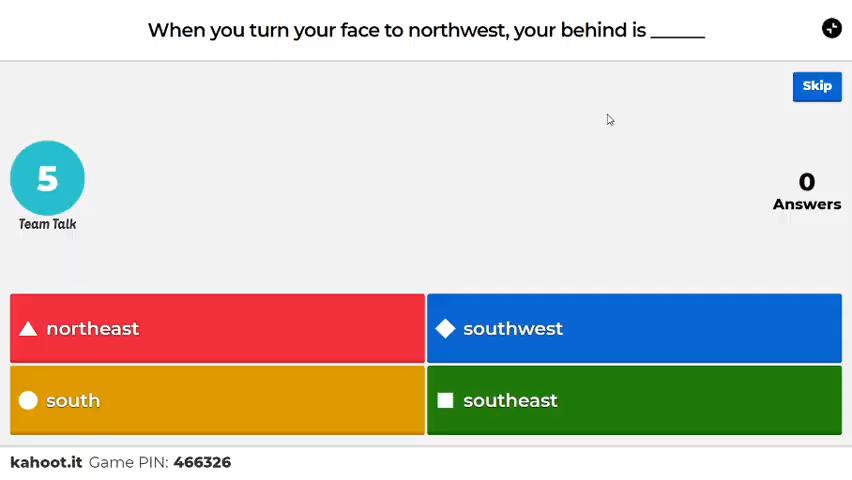 When you turn your face to northwest, your behind is ______
Skip
5
Team Talk
0
Answers
northeast
southwest
south
southeast
kahoot.it Game PIN: 466326